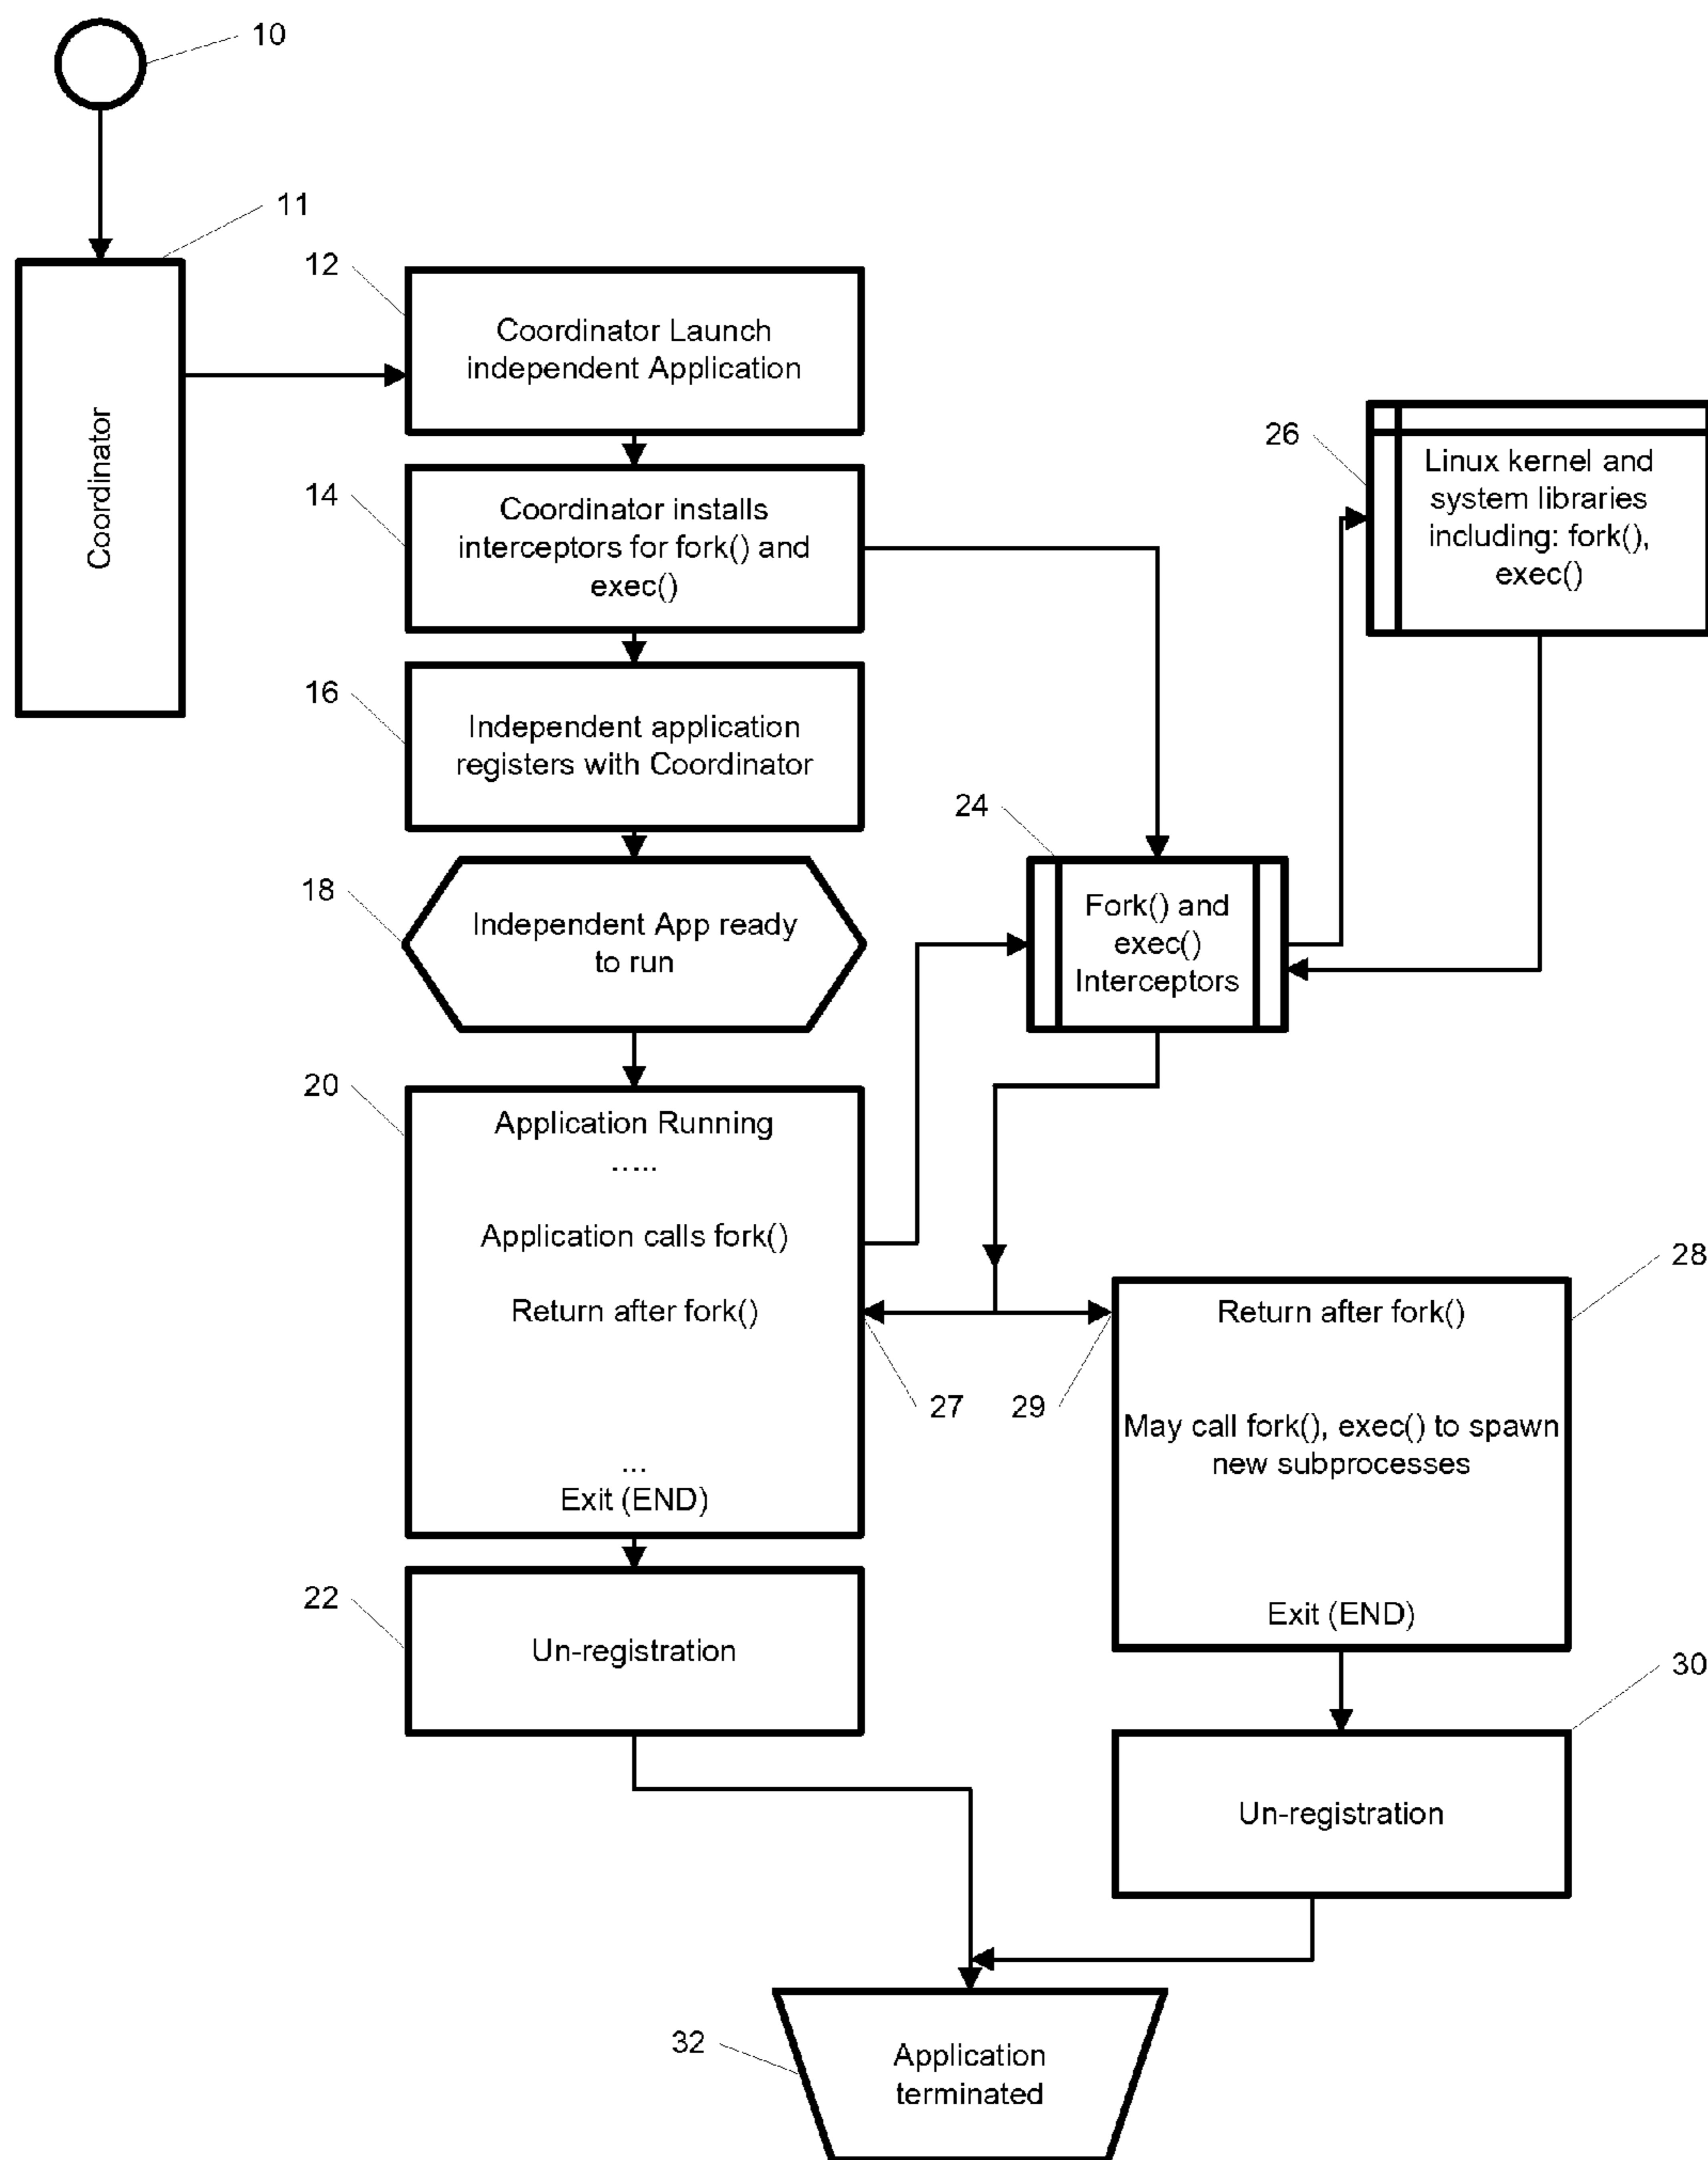 10
11
Coordinator
12
Coordinator Launch
independent Application
14
Coordinator installs
interceptors for fork() and
exec()
26
Linux kernel and
system libraries
including: fork(),
exec()
16
Independent application
registers with Coordinator
24
Fork() and
exec()
Interceptors
18
Independent App ready
to run
20
Application Running
.....
Application calls fork()
Return after fork()
...
Exit (END)
27
29
28
Return after fork()
May call fork(), exec() to spawn
new subprocesses
Exit (END)
22
Un-registration
30
Un-registration
32
Application
terminated